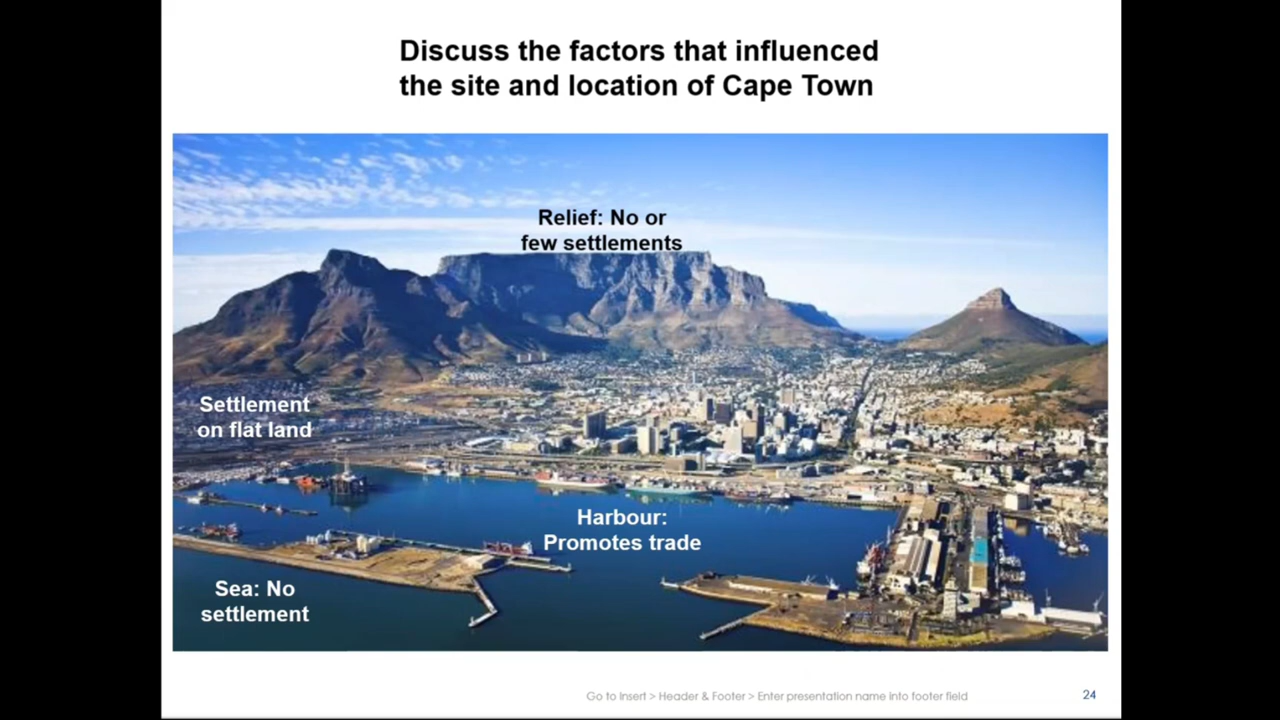 Discuss the factors that influenced
the site and location of Cape Town
Relief: No or
few settlements
Settlement
on flat land
Harbour:
Promotes trade
Sea: No
settlement
Go to Insert > Header & Footer > Enter presentation name into footer field
24